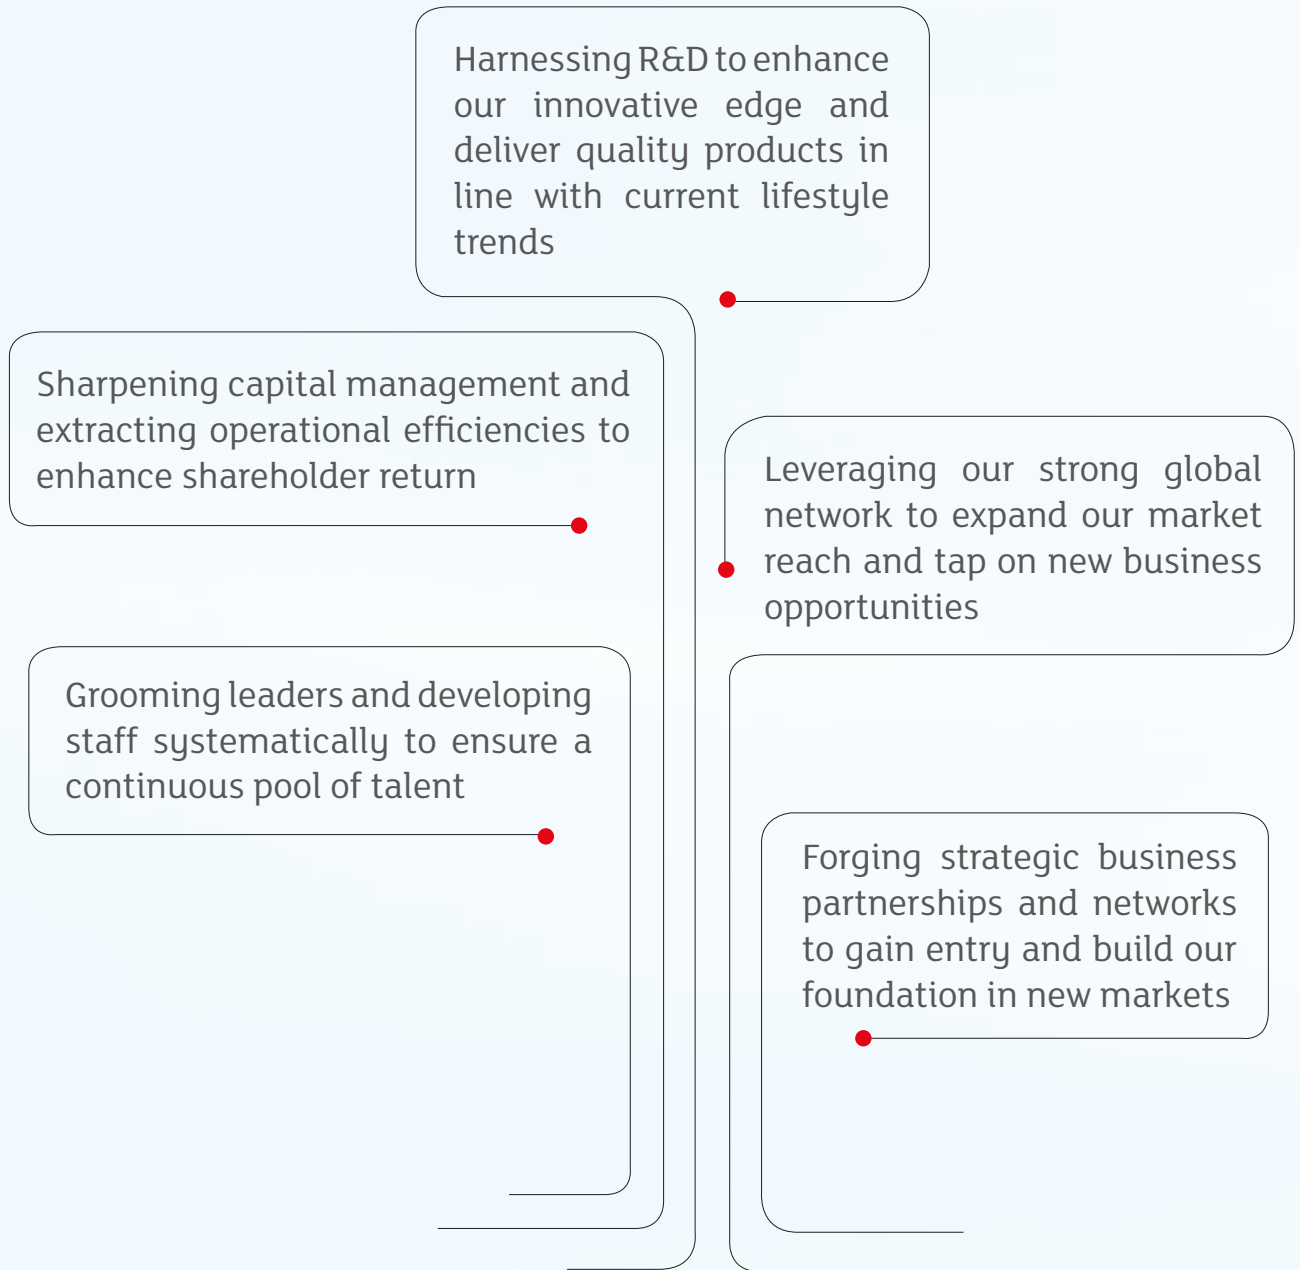 Harnessing R&D to enhance
our innovative edge and
deliver quality products in
line with current lifestyle
trends
Sharpening capital management and
extracting operational efficiencies to
enhance shareholder return
Leveraging our strong global
network to expand our market
reach and tap on new business
opportunities
Grooming leaders and developing
staff systematically to ensure a
continuous pool of talent
Forging strategic business
partnerships and networks
to gain entry and build our
foundation in new markets